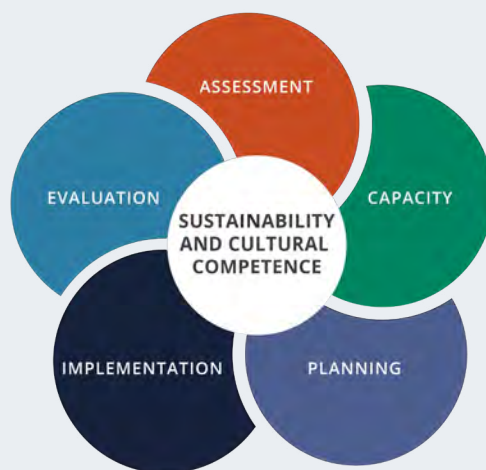 ASSESSMENT
EVALUATION
CAPACITY
SUSTAINABILITY
AND CULTURAL
COMPETENCE
IMPLEMENTATION
PLANNING